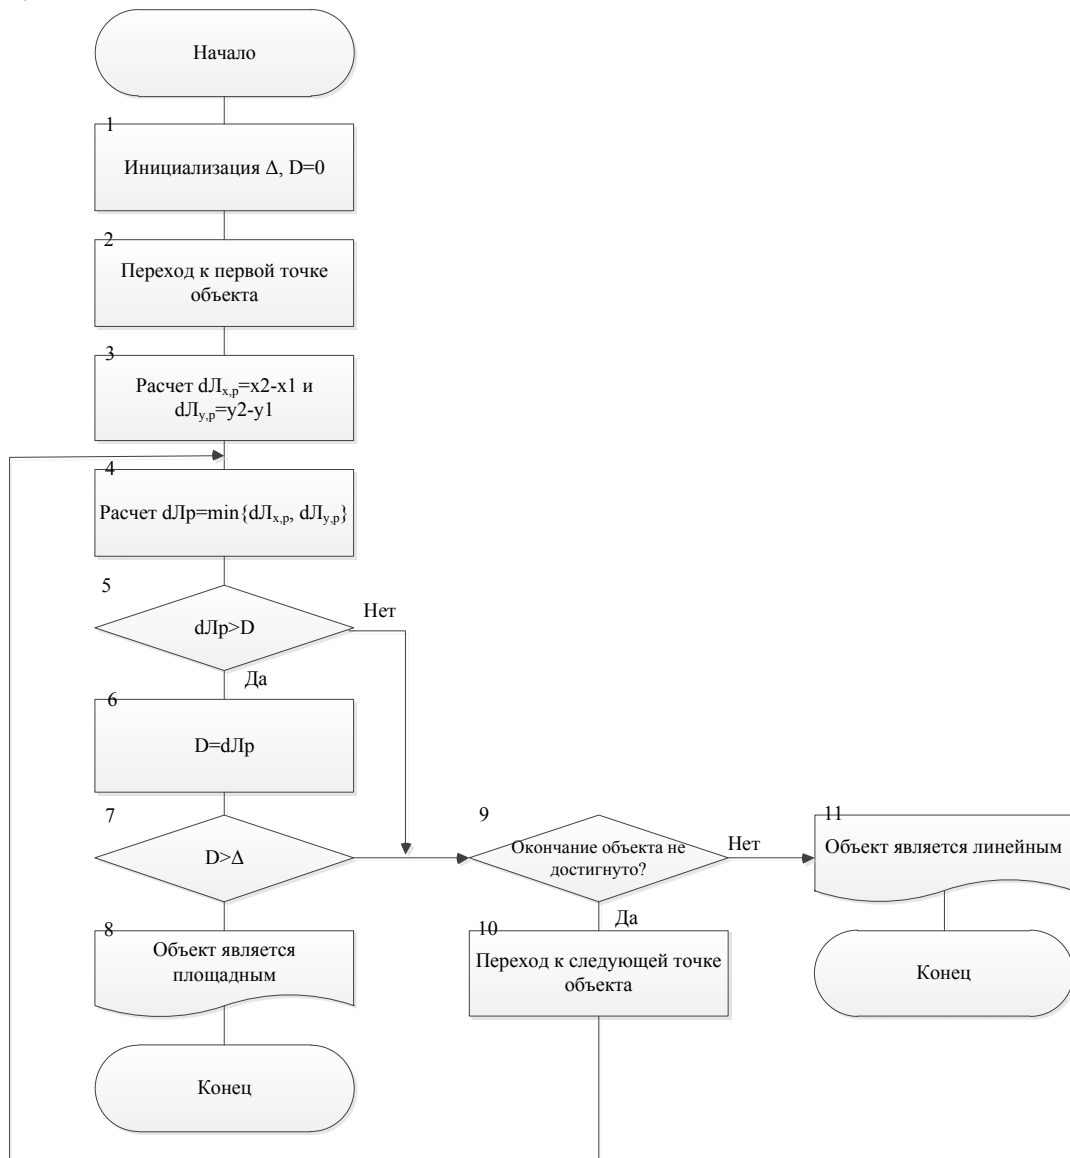 Начало
1
Инициализация Δ, D=0
2
Переход к первой точке
объекта
3
Расчет dЛx,р=x2-x1 и
dЛy,р=y2-y1
4
Расчет dЛр=min{dЛx,р, dЛy,р}
5
dЛр>D
Нет
Да
6
D=dЛр
7
D>Δ
8
Объект является
площадным
Конец
9
Окончание объекта не
достигнуто?
Нет
Да
10
Переход к следующей точке
объекта
11
Объект является линейным
Конец